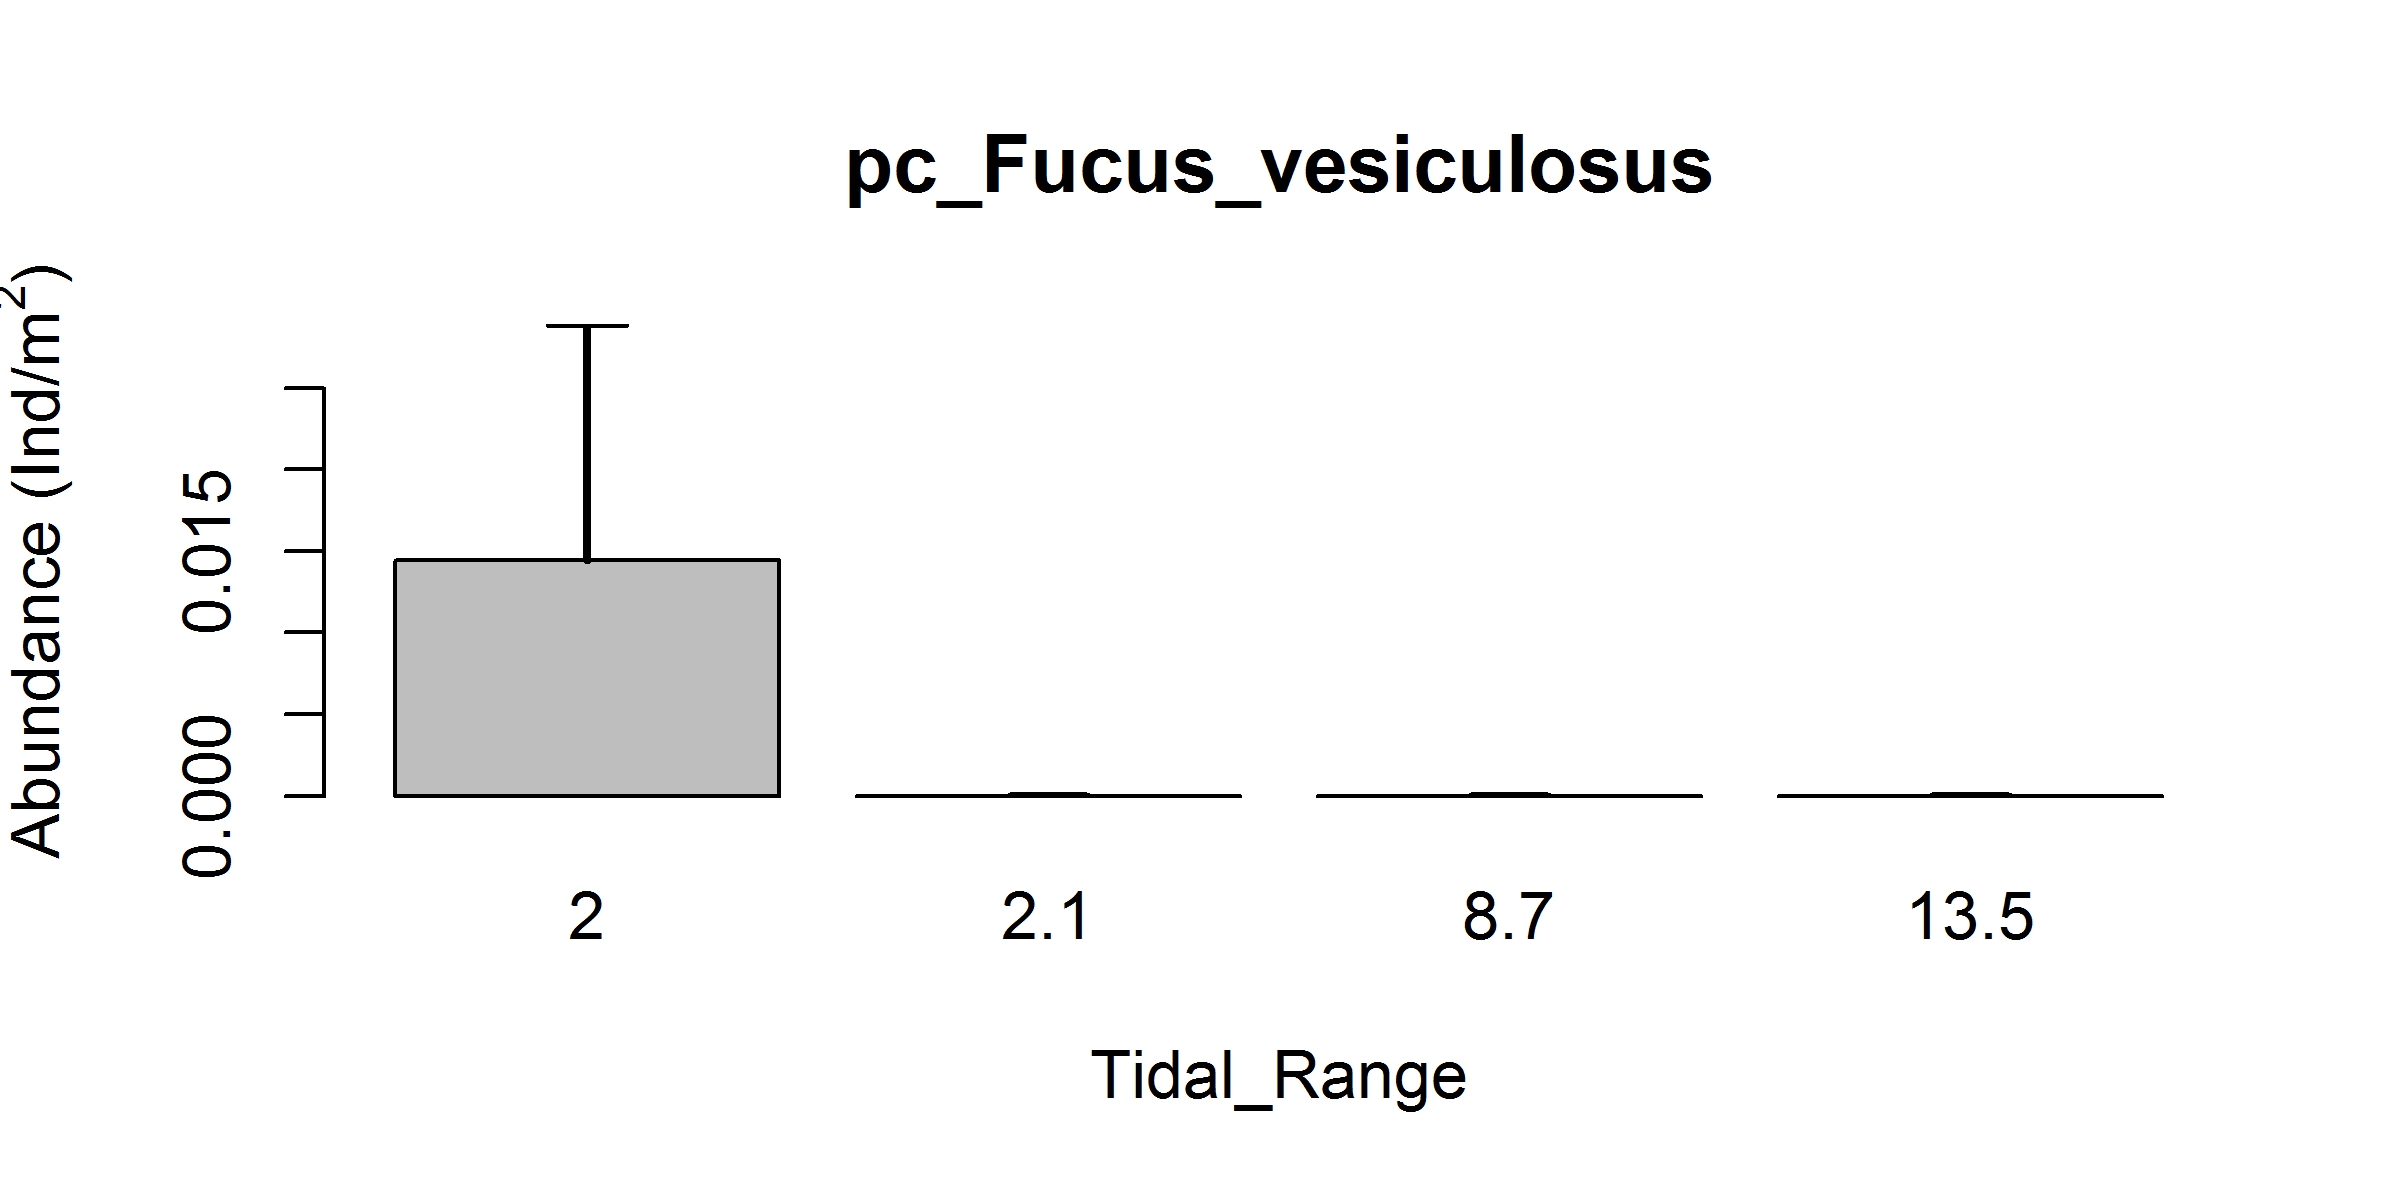 pc_Fucus_vesiculosus
Abundance (Ind/m²)
0.015
0.000
2 2.1 8.7 13.5
Tidal_Range